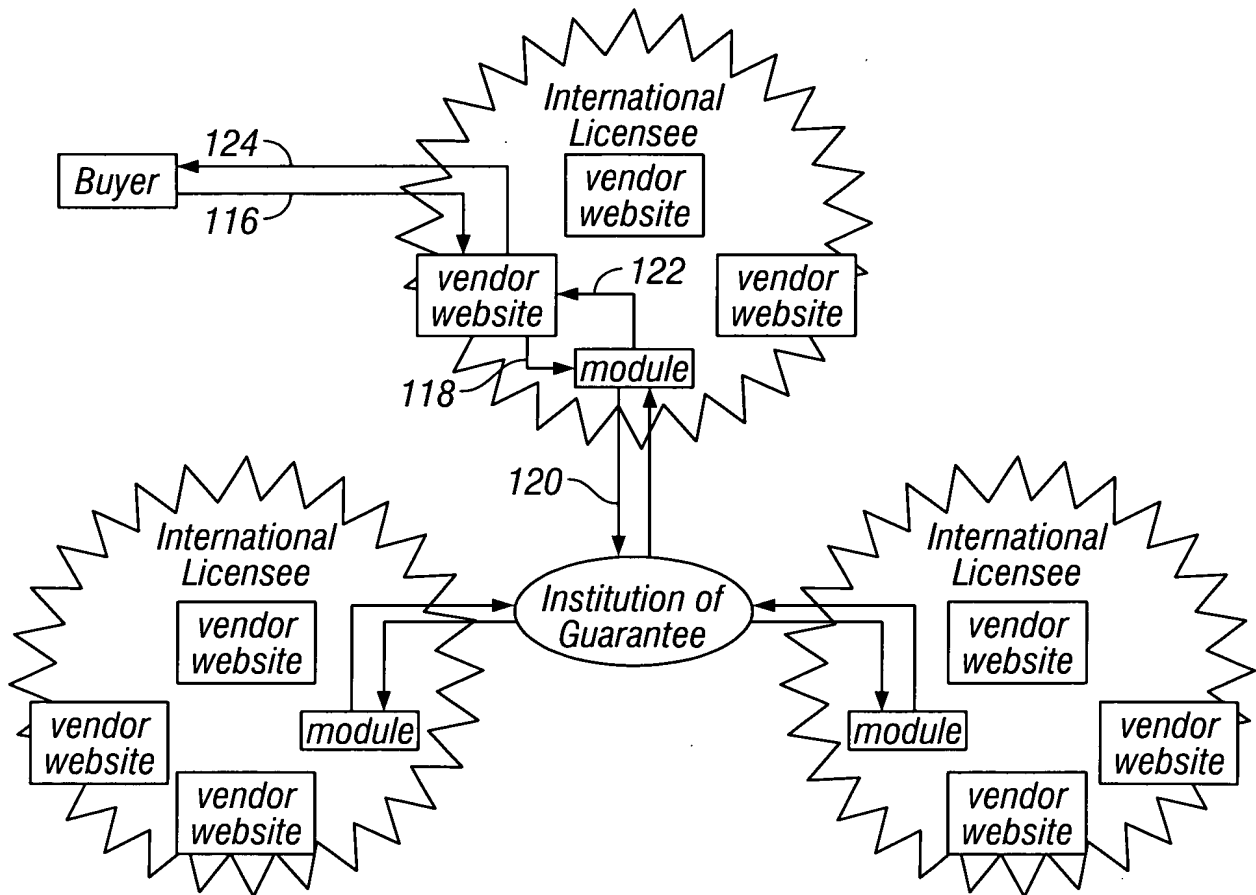 International
Licensee
vendor
website
124
Buyer
116
vendor
website
122
vendor
website
118
module
120
International
Licensee
vendor
website
module
vendor
website
vendor
website
Institution of
Guarantee
International
Licensee
vendor
website
module
vendor
website
vendor
website